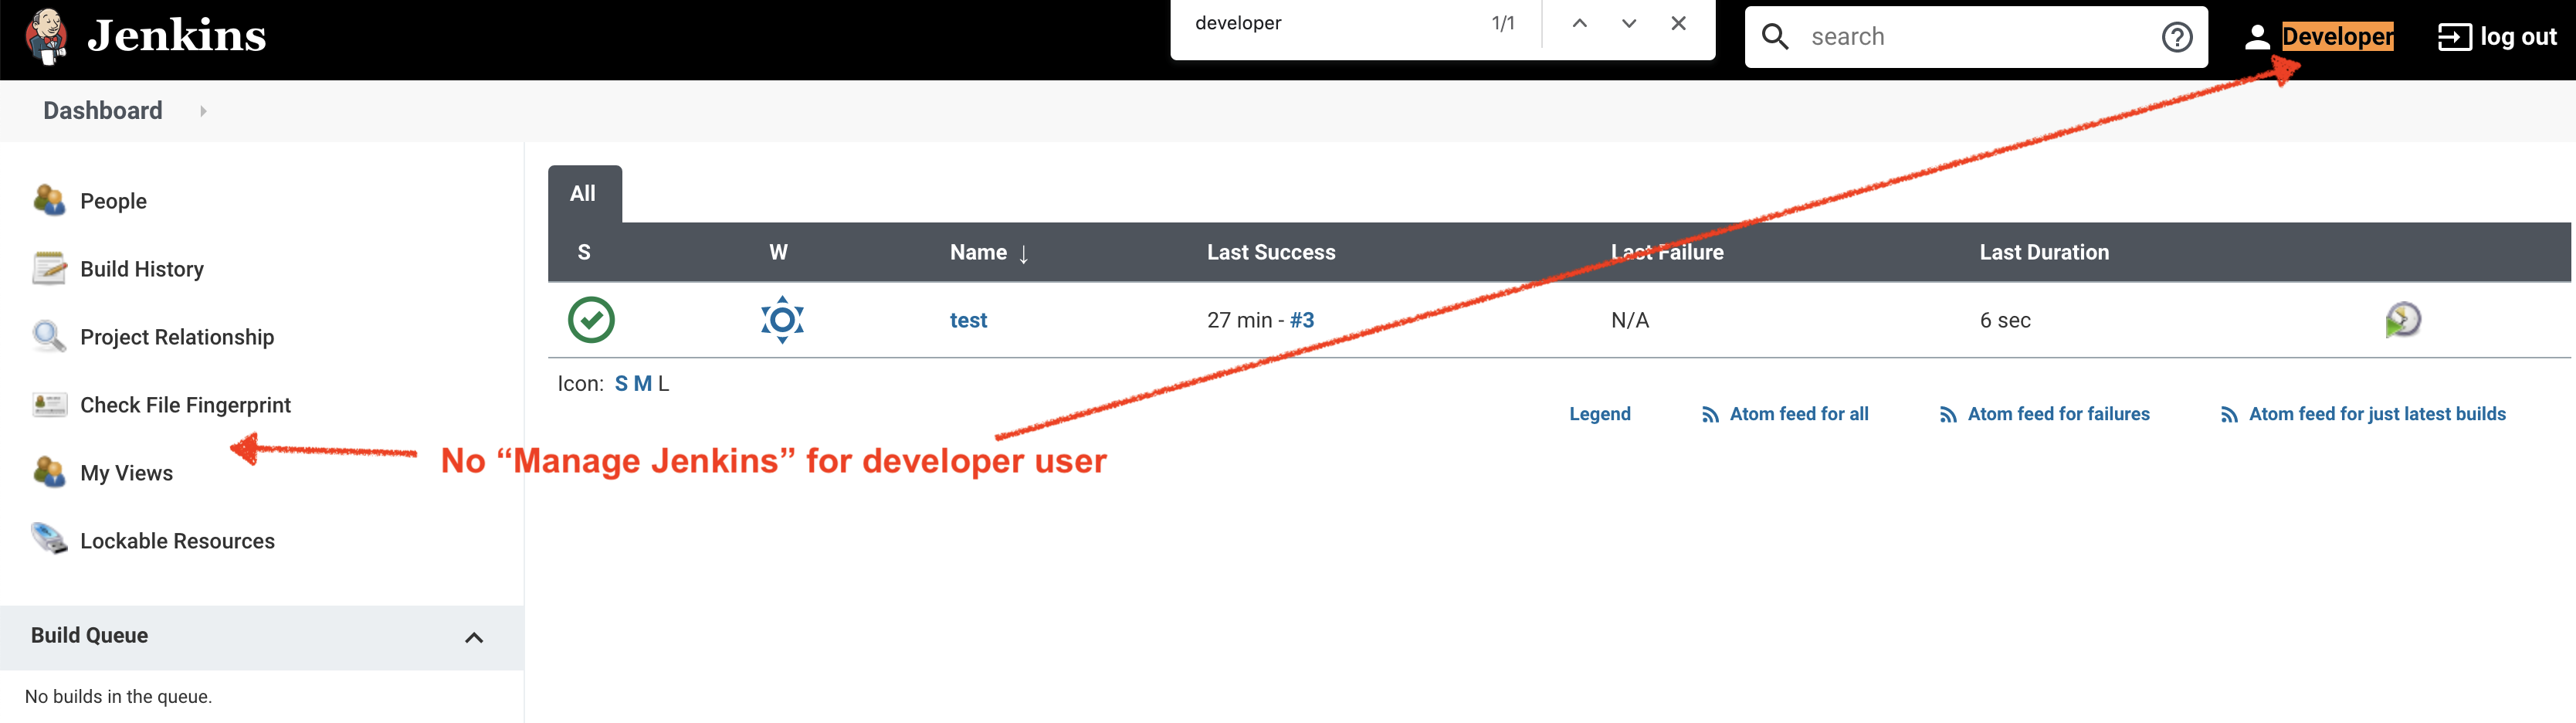 Jenkins
developer
1/1
search
Developer
log out
Dashboard
People
Build History
Project Relationship
Check File Fingerprint
My Views
Lockable Resources
Build Queue
No builds in the queue.
All
S W Name ↓ Last Success Last Failure Last Duration
test 27 min - #3 N/A 6 sec
Icon: S M L
Legend Atom feed for all Atom feed for failures Atom feed for just latest builds
No “Manage Jenkins” for developer user